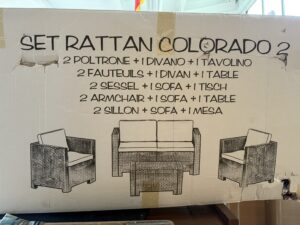 SET RATTAN COLORADO 2
2 POLTRONE + 1 DIVANO + 1 TAVOLINO
2 FAUTEUILS + 1 DIVAN + 1 TABLE
2 SESSEL + 1 SOFA + 1 TISCH
2 ARMCHAIR + 1 SOFA + 1 TABLE
2 SILLON + SOFA + 1 MESA